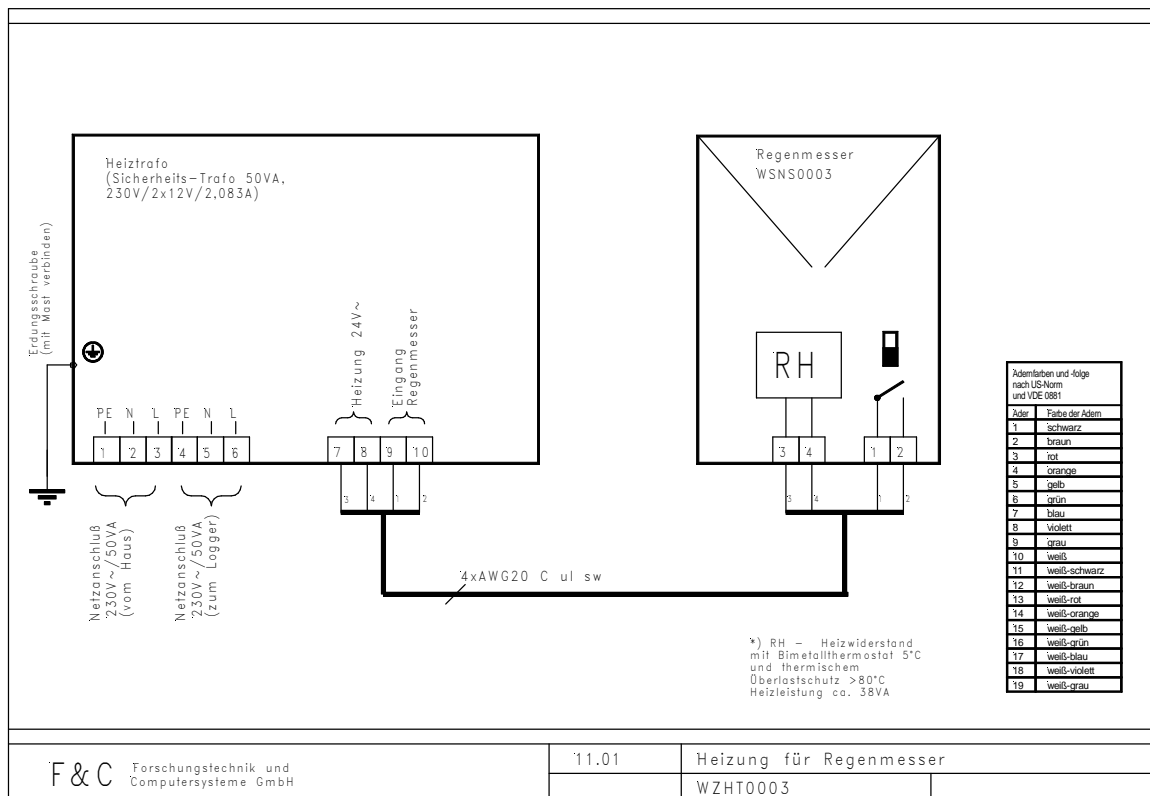 Heiztrafo
(Sicherheits-Trafo 50VA,
230V/2x12V/2,083A)
Erdungsschraube
(mit Mast verbinden)
Heizung 24V~
Eingang
Regenmesser
PE N L PE N L
1 2 3 4 5 6
7 8 9 10
3 4 1 2
Netzanschluß
230V~/50VA
(vom Haus)
Netzanschluß
230V~/50VA
(zum Logger)
4xAWG20 C ul sw
Regenmesser
WSNS0003
RH
3 4 1 2
3 4 1 2
*) RH - Heizwiderstand
mit Bimetallthermostat 5°C
und thermischem
Überlastschutz >80°C
Heizleistung ca. 38VA
Adernfarben und -folge
nach US-Norm
und VDE 0881
Ader Farbe der Adern
1 schwarz
2 braun
3 rot
4 orange
5 gelb
6 grün
7 blau
8 violett
9 grau
10 weiß
11 weiß-schwarz
12 weiß-braun
13 weiß-rot
14 weiß-orange
15 weiß-gelb
16 weiß-grün
17 weiß-blau
18 weiß-violett
19 weiß-grau
F & C Forschungstechnik und
Computersysteme GmbH
11.01
Heizung für Regenmesser
WZHT0003